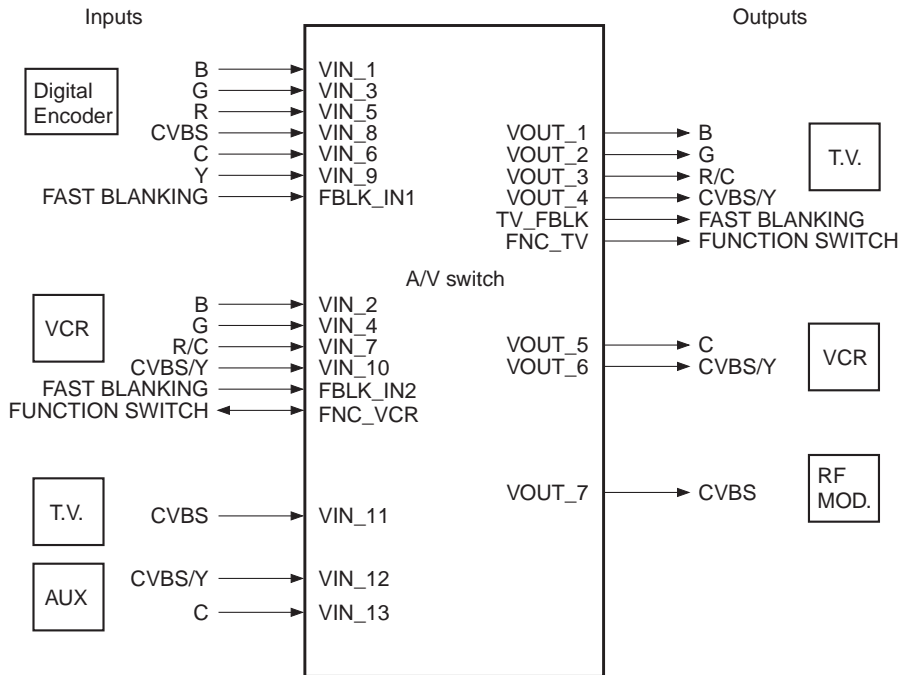 Inputs
Outputs
Digital
Encoder
B
VIN_1
G
VIN_3
R
VIN_5
CVBS
VIN_8
C
VIN_6
Y
VIN_9
FAST BLANKING
FBLK_IN1
VOUT_1
B
VOUT_2
G
VOUT_3
R/C
VOUT_4
CVBS/Y
TV_FBLK
FAST BLANKING
FNC_TV
FUNCTION SWITCH
T.V.
A/V switch
VCR
B
VIN_2
G
VIN_4
R/C
VIN_7
CVBS/Y
VIN_10
FAST BLANKING
FBLK_IN2
FUNCTION SWITCH
FNC_VCR
VOUT_5
C
VOUT_6
CVBS/Y
VCR
VOUT_7
CVBS
RF
MOD.
T.V.
CVBS
VIN_11
AUX
CVBS/Y
VIN_12
C
VIN_13